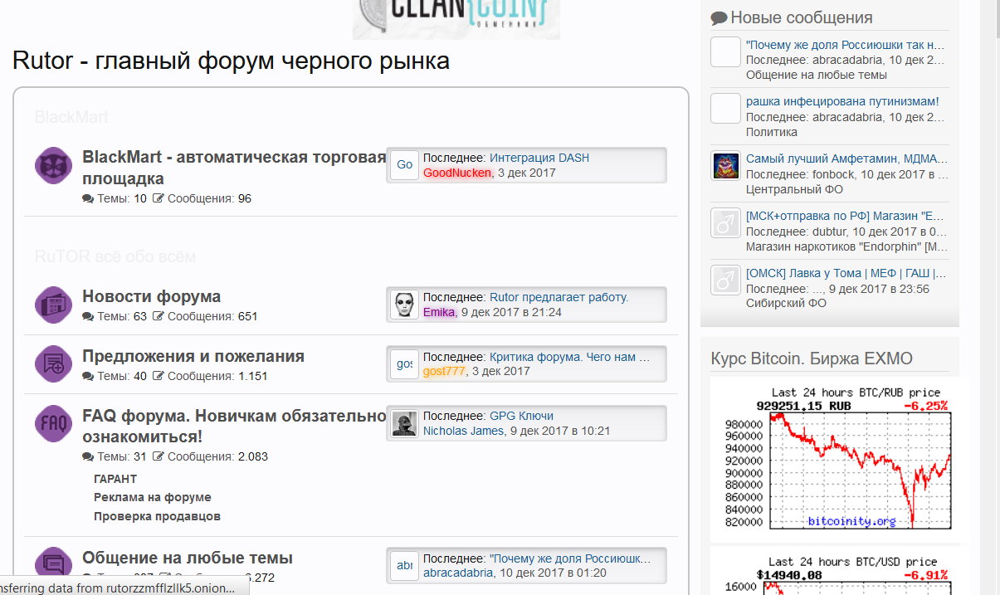 CLEAN{COIN}
ОБМЕННИК
Rutor - главный форум черного рынка
BlackMart
BlackMart - автоматическая торговая
площадка
Темы: 10 Сообщения: 96
Go
Последнее: Интеграция DASH
GoodNucken, 3 дек 2017
RuTOR всё обо всём
Новости форума
Темы: 63 Сообщения: 651
Последнее: Rutor предлагает работу.
Emika, 9 дек 2017 в 21:24
Предложения и пожелания
Темы: 40 Сообщения: 1.151
gos
Последнее: Критика форума. Чего нам ...
gost777, 3 дек 2017
FAQ
FAQ форума. Новичкам обязательно
ознакомиться!
Темы: 31 Сообщения: 2.083
Последнее: GPG Ключи
Nicholas James, 9 дек 2017 в 10:21
ГАРАНТ
Реклама на форуме
Проверка продавцов
Общение на любые темы
6.272
abr
Последнее: "Почему же доля Россиюшк...
abracadabria, 10 дек 2017 в 01:20
nsferring data from rutorzzmfflzllk5.onion...
Новые сообщения
"Почему же доля Россиюшки так н...
Последнее: abracadabria, 10 дек 2...
Общение на любые темы
рашка инфецирована путинизмам!
Последнее: abracadabria, 10 дек 2...
Политика
Самый лучший Амфетамин, МДМА...
Последнее: fonbock, 10 дек 2017 в ...
Центральный ФО
[МСК+отправка по РФ] Магазин "E...
Последнее: dubtur, 10 дек 2017 в 0...
Магазин наркотиков "Endorphin" [М...
[ОМСК] Лавка у Тома | МЕФ | ГАШ |...
Последнее: ..., 9 дек 2017 в 23:56
Сибирский ФО
Курс Bitcoin. Биржа EXMO
Last 24 hours BTC/RUB price
929251.15 RUB -6.25%
980000
960000
940000
920000
900000
880000
860000
840000
820000
bitcoinity.org
Last 24 hours BTC/USD price
$14940.08 -6.91%
16000